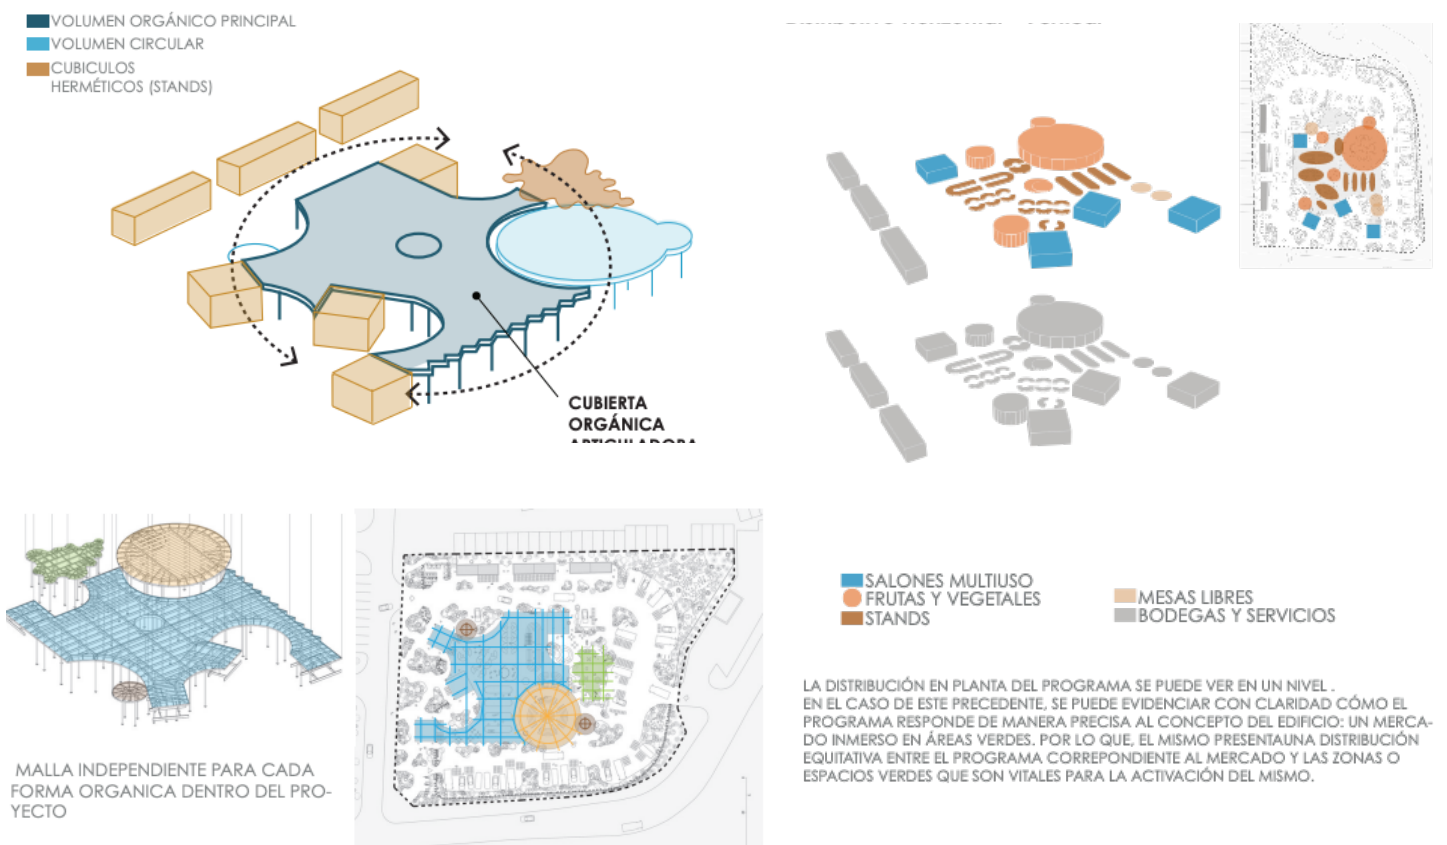 VOLUMEN ORGÁNICO PRINCIPAL
VOLUMEN CIRCULAR
CUBICULOS
HERMÉTICOS (STANDS)
CUBIERTA
ORGÁNICA
ARTICULADORA
MALLA INDEPENDIENTE PARA CADA
FORMA ORGANICA DENTRO DEL PRO-
YECTO
SALONES MULTIUSO
FRUTAS Y VEGETALES
STANDS
MESAS LIBRES
BODEGAS Y SERVICIOS
LA DISTRIBUCIÓN EN PLANTA DEL PROGRAMA SE PUEDE VER EN UN NIVEL .
EN EL CASO DE ESTE PRECEDENTE, SE PUEDE EVIDENCIAR CON CLARIDAD CÓMO EL
PROGRAMA RESPONDE DE MANERA PRECISA AL CONCEPTO DEL EDIFICIO: UN MERCA-
DO INMERSO EN ÁREAS VERDES. POR LO QUE, EL MISMO PRESENTAUNA DISTRIBUCIÓN
EQUITATIVA ENTRE EL PROGRAMA CORREPONDIENTE AL MERCADO Y LAS ZONAS O
ESPACIOS VERDES QUE SON VITALES PARA LA ACTIVACIÓN DEL MISMO.